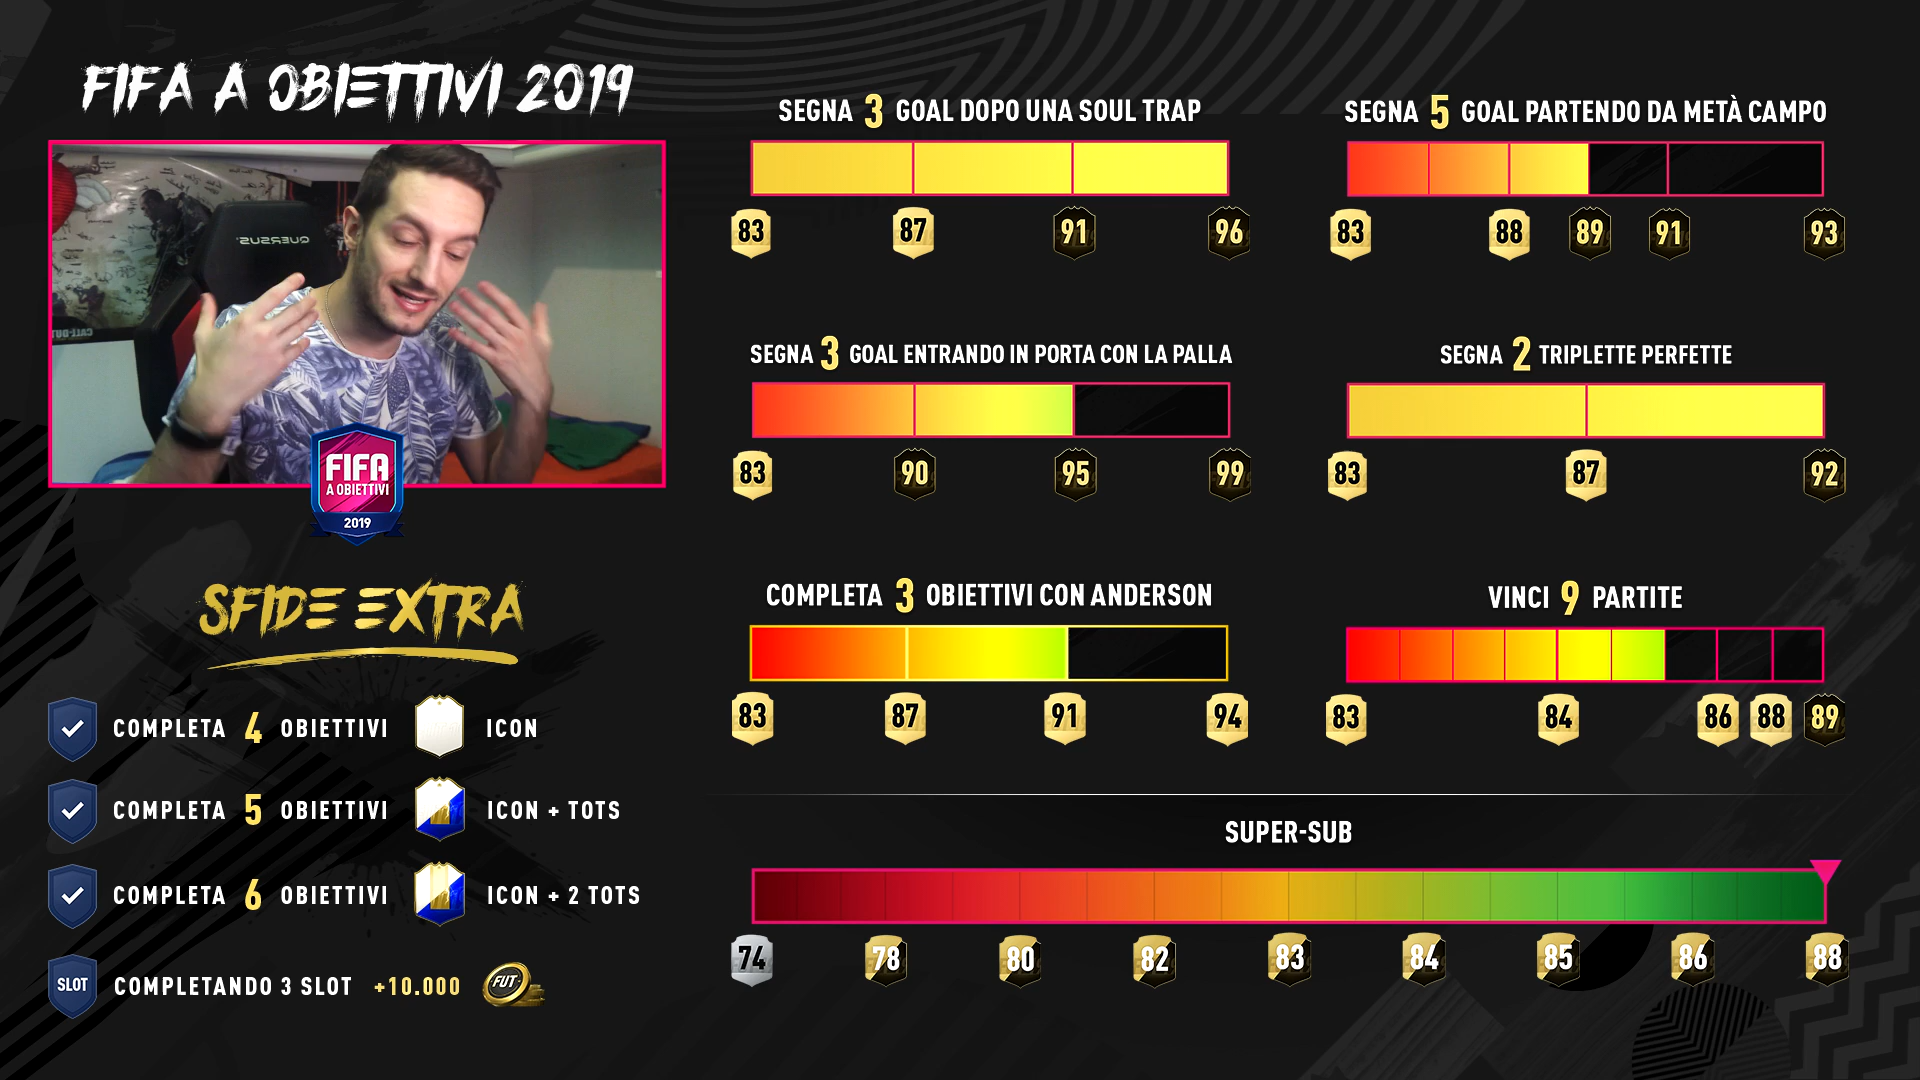 FIFA A OBIETTIVI 2019
QUERSUS
CALL·DUT
FIFA
A OBIETTIVI
2019
SFIDE EXTRA
COMPLETA 4 OBIETTIVI ICON
COMPLETA 5 OBIETTIVI ICON + TOTS
COMPLETA 6 OBIETTIVI ICON + 2 TOTS
SLOT COMPLETANDO 3 SLOT +10.000 FUT
SEGNA 3 GOAL DOPO UNA SOUL TRAP
83 87 91 96
SEGNA 5 GOAL PARTENDO DA METÀ CAMPO
83 88 89 91 93
SEGNA 3 GOAL ENTRANDO IN PORTA CON LA PALLA
83 90 95 99
SEGNA 2 TRIPLETTE PERFETTE
83 87 92
COMPLETA 3 OBIETTIVI CON ANDERSON
83 87 91 94
VINCI 9 PARTITE
83 84 86 88 89
SUPER-SUB
74 78 80 82 83 84 85 86 88